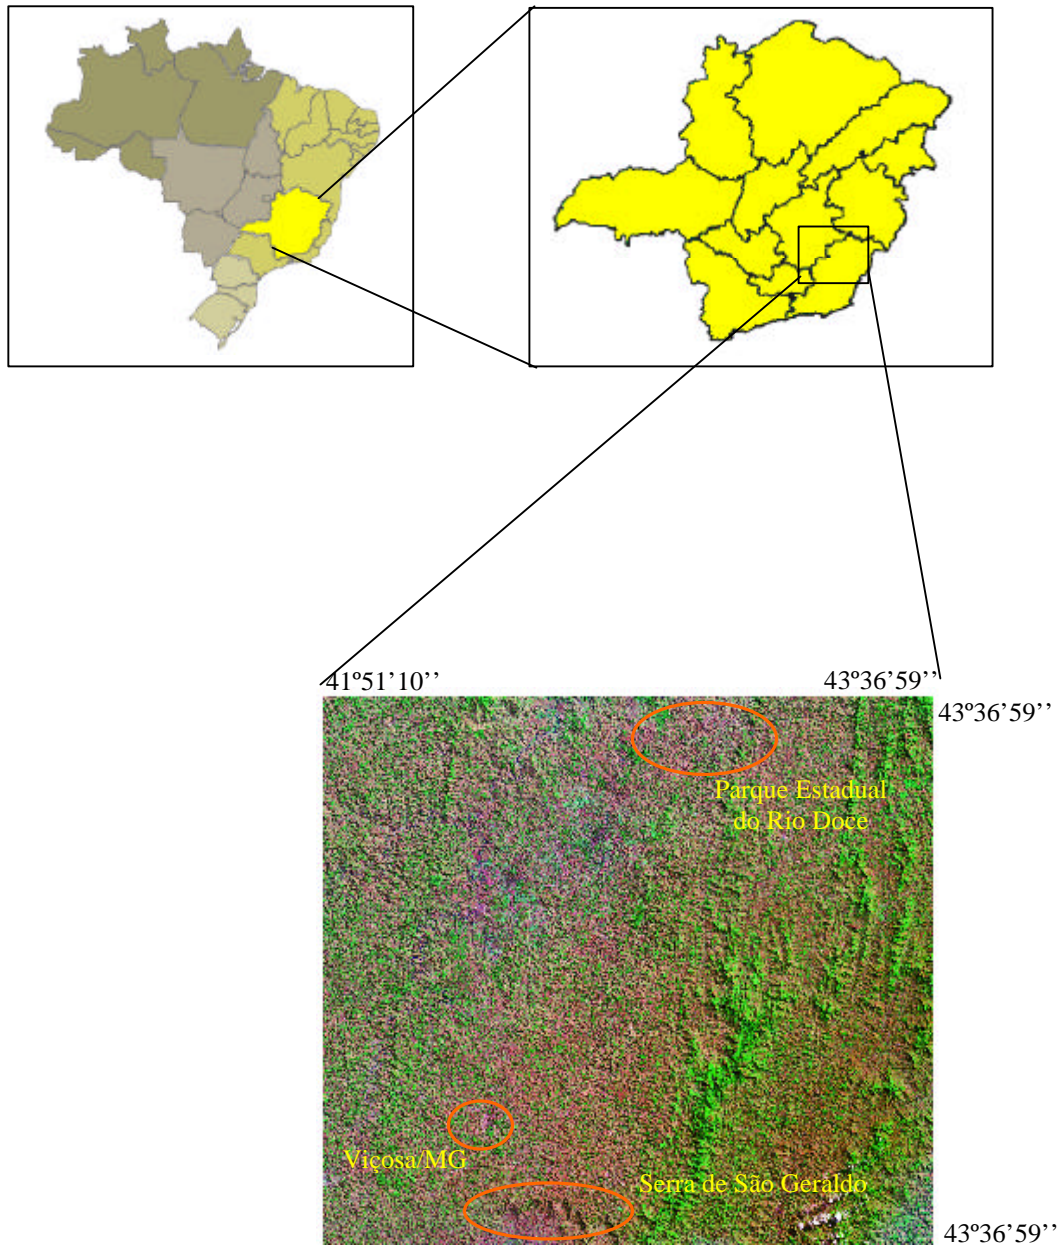 41º51’10’’
43º36’59’’
43º36’59’’
Parque Estadual
do Rio Doce
Viçosa/MG
Serra de São Geraldo
43º36’59’’